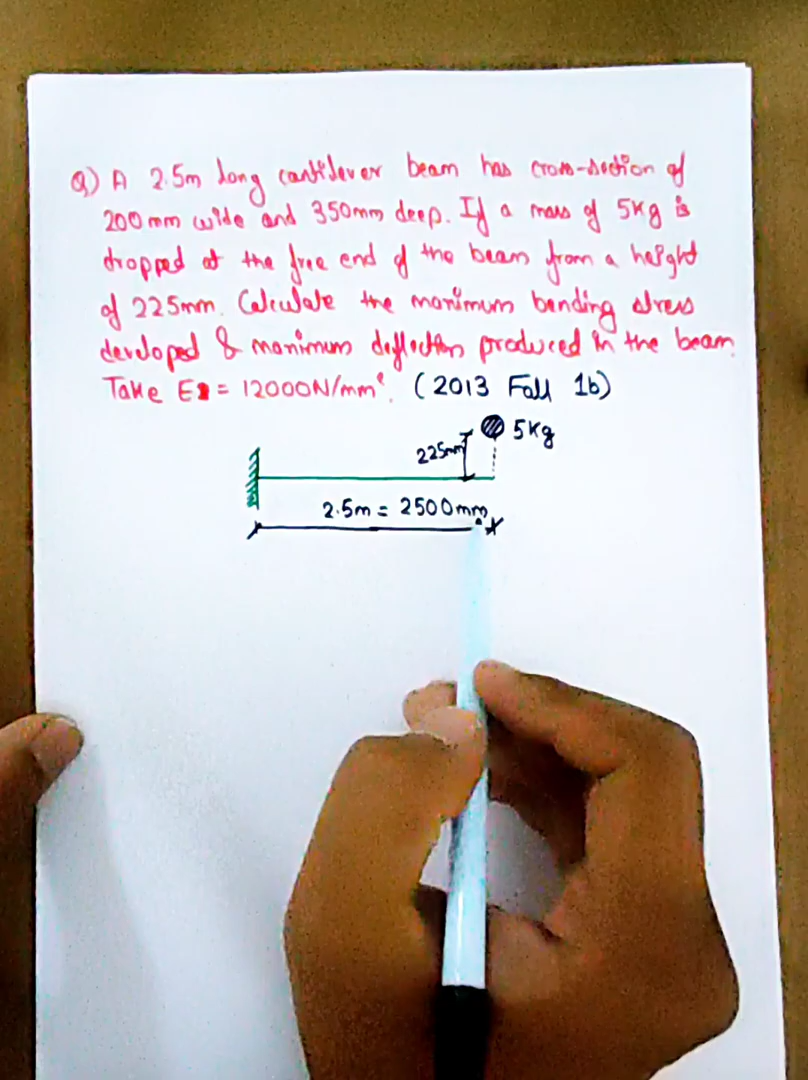 Q) A 2.5m long cantilever beam has cross-section of
200mm wide and 350mm deep. If a mass of 5Kg is
dropped at the free end of the beam from a height
of 225mm. Calculate the maximum bending stress
developed & maximum deflection produced in the beam.
Take E = 12000N/mm². (2013 Fall 1b)
5Kg
225mm
2.5m = 2500mm